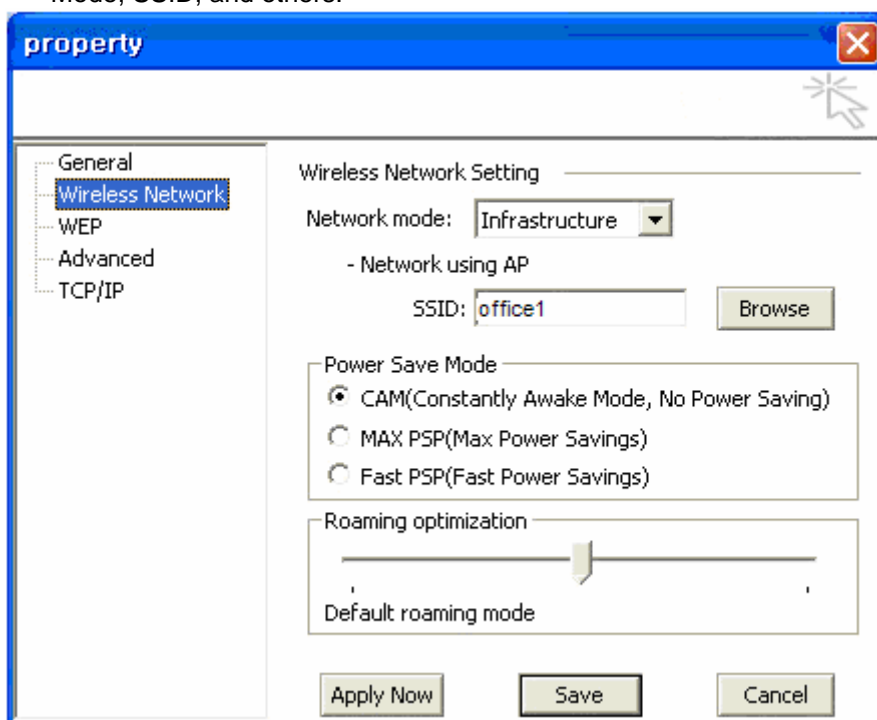 Mode, SSID, and others.
property
General
Wireless Network
WEP
Advanced
TCP/IP
Wireless Network Setting
Network mode: Infrastructure
- Network using AP
SSID: office1 Browse
Power Save Mode
CAM(Constantly Awake Mode, No Power Saving)
MAX PSP(Max Power Savings)
Fast PSP(Fast Power Savings)
Roaming optimization
Default roaming mode
Apply Now Save Cancel